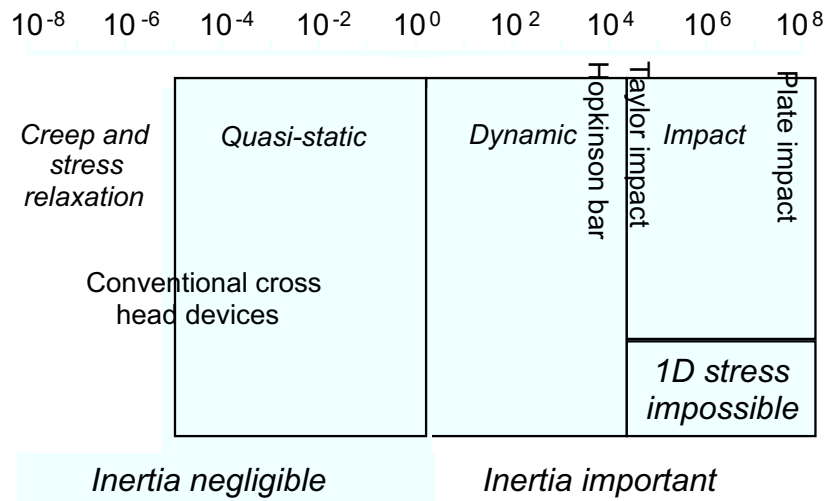 10⁻⁸ 10⁻⁶ 10⁻⁴ 10⁻² 10⁰ 10² 10⁴ 10⁶ 10⁸
Creep and
stress
relaxation
Quasi-static
Dynamic
Hopkinson bar
Taylor impact
Impact
Plate impact
Conventional cross
head devices
1D stress
impossible
Inertia negligible
Inertia important